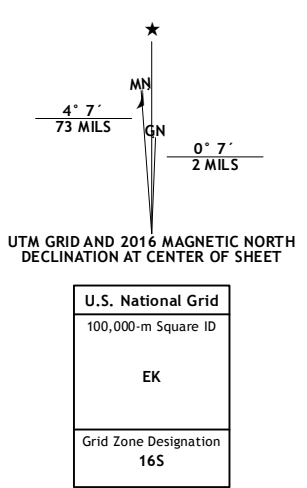 ★
MN
GN
4° 7´
73 MILS
0° 7´
2 MILS
UTM GRID AND 2016 MAGNETIC NORTH
DECLINATION AT CENTER OF SHEET
U.S. National Grid
100,000-m Square ID
EK
Grid Zone Designation
16S